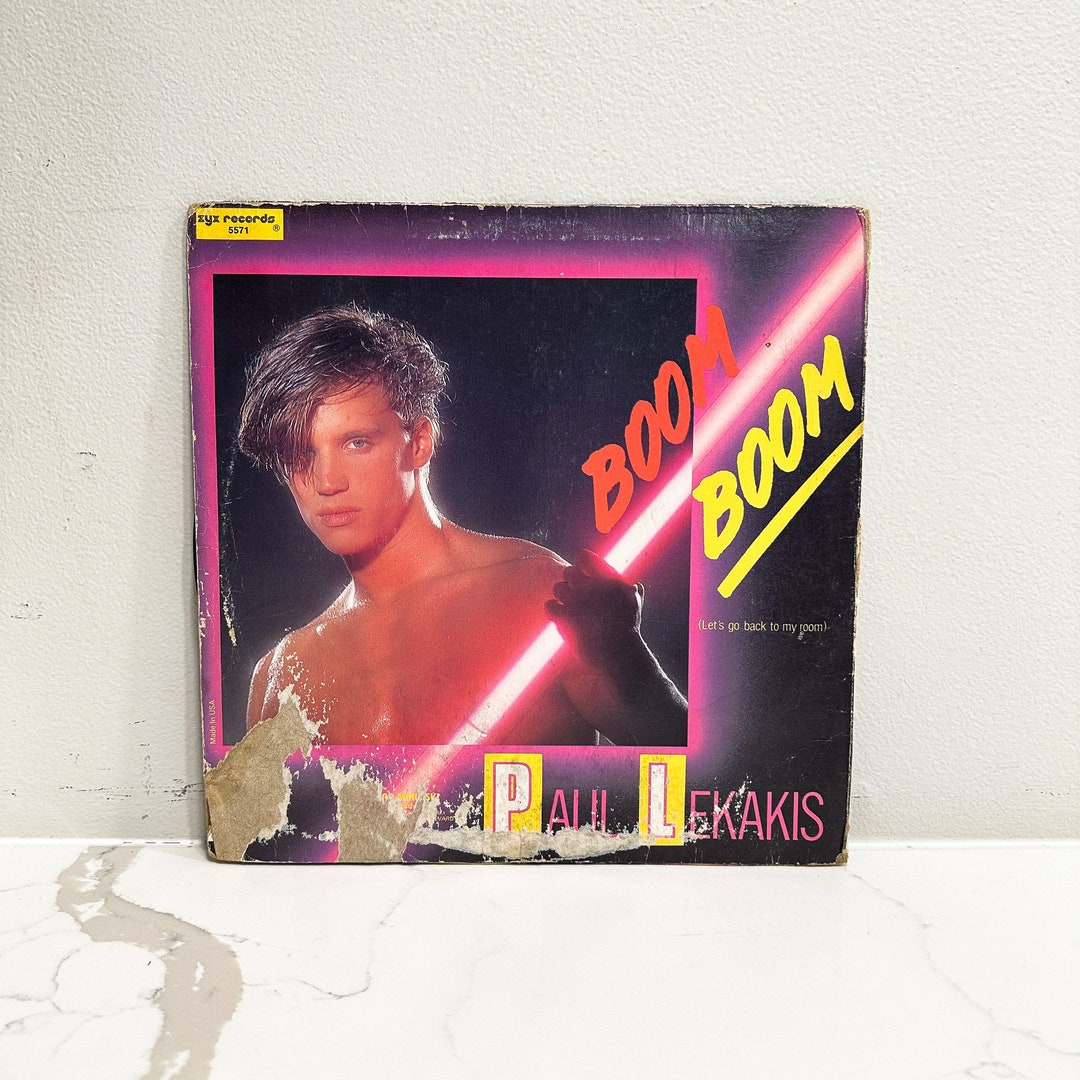 zyx records
5571 ®
BOOM
BOOM
(Let's go back to my room)
Made In USA
PAUL LEKAKIS